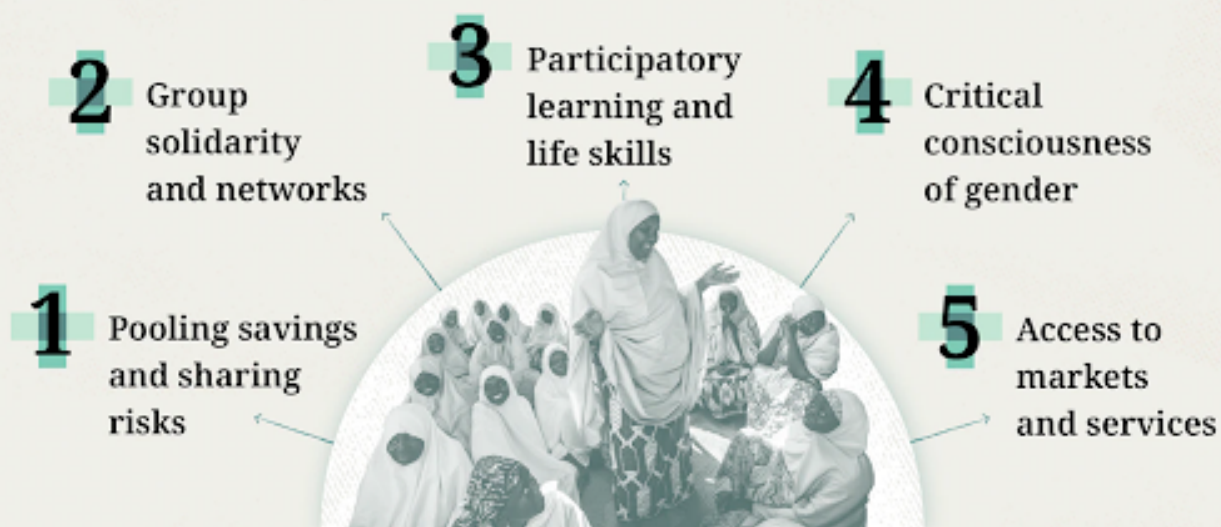 1
Pooling savings
and sharing
risks
2
Group
solidarity
and networks
3
Participatory
learning and
life skills
4
Critical
consciousness
of gender
5
Access to
markets
and services